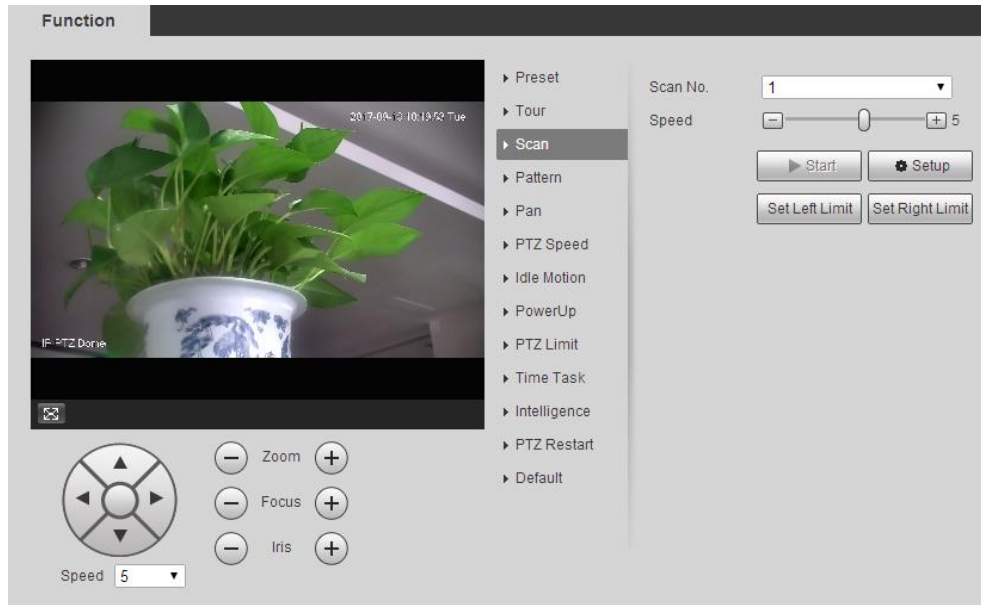 Function
2017-09-13 10:19:52 Tue
IP PTZ Dome
Zoom
Focus
Iris
Speed 5
Preset
Tour
Scan
Pattern
Pan
PTZ Speed
Idle Motion
PowerUp
PTZ Limit
Time Task
Intelligence
PTZ Restart
Default
Scan No. 1
Speed 5
Start Setup
Set Left Limit Set Right Limit